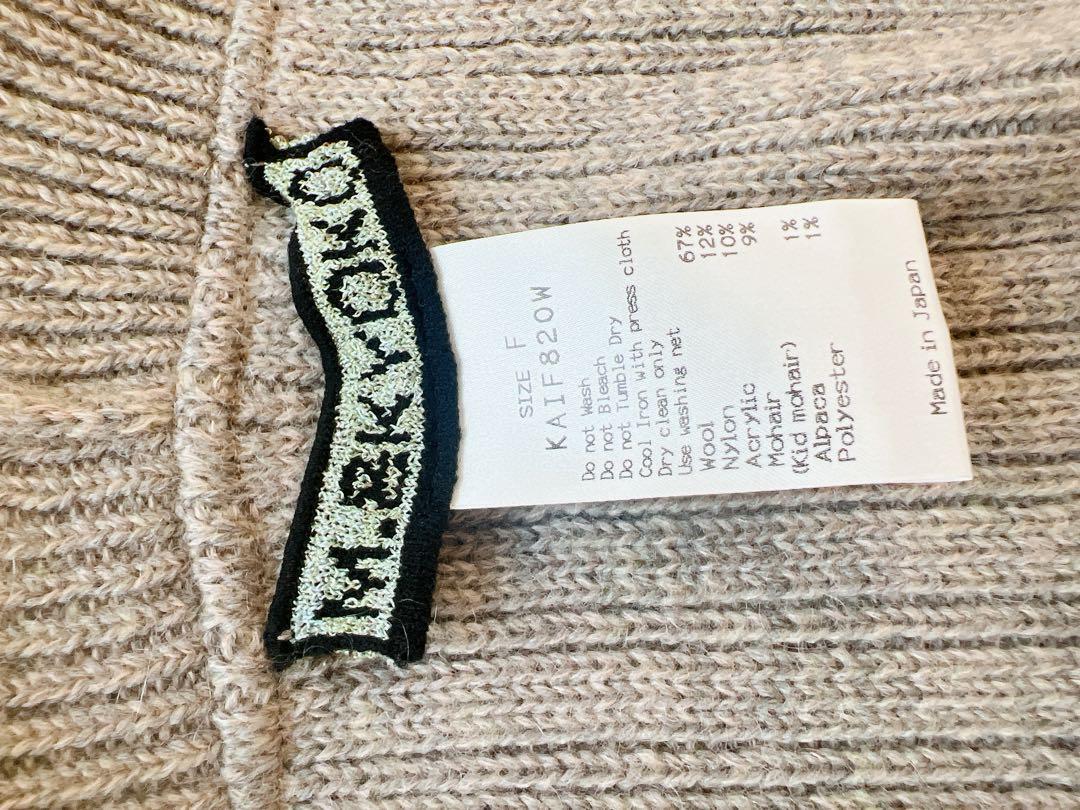 SIZE F
KAIF820W
Do not Wash
Do not Bleach
Do not Tumble Dry
Cool Iron with press cloth
Dry clean only
Use washing net
Wool 67%
Nylon 12%
Acrylic 10%
Mohair 9%
(Kid mohair)
Alpaca 1%
Polyester 1%
Made in Japan